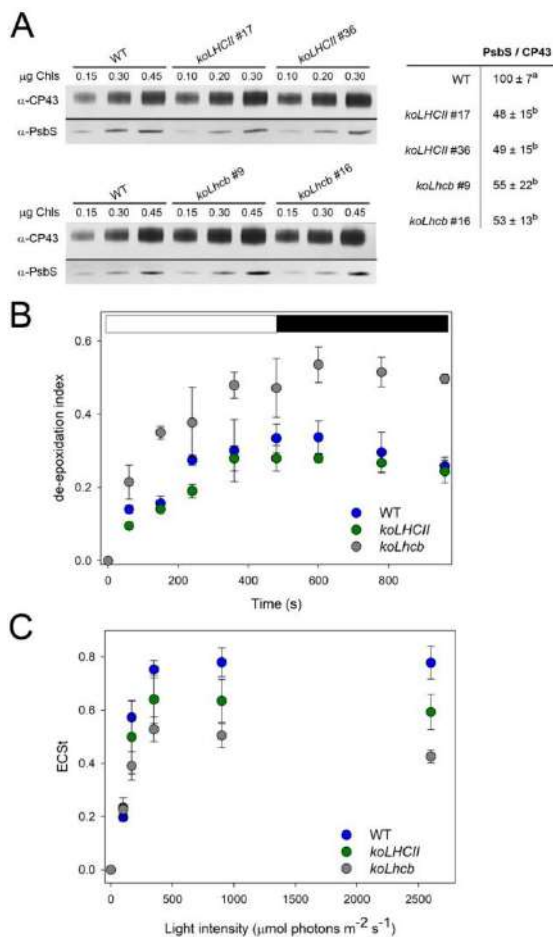 A
WT koLHCII #17 koLHCII #36
µg Chls 0.15 0.30 0.45 0.10 0.20 0.30 0.10 0.20 0.30
α-CP43
α-PsbS
WT koLhcb #9 koLhcb #16
µg Chls 0.15 0.30 0.45 0.15 0.30 0.45 0.15 0.30 0.45
α-CP43
α-PsbS
PsbS / CP43
WT 100 ± 7ᵃ
koLHCII #17 48 ± 15ᵇ
koLHCII #36 49 ± 15ᵇ
koLhcb #9 55 ± 22ᵇ
koLhcb #16 53 ± 13ᵇ
B
de-epoxidation index
0.6
0.4
0.2
0.0
WT
koLHCII
koLhcb
0 200 400 600 800
Time (s)
C
ECSt
0.8
0.6
0.4
0.2
0.0
WT
koLHCII
koLhcb
0 500 1000 1500 2000 2500
Light intensity (µmol photons m⁻² s⁻¹)